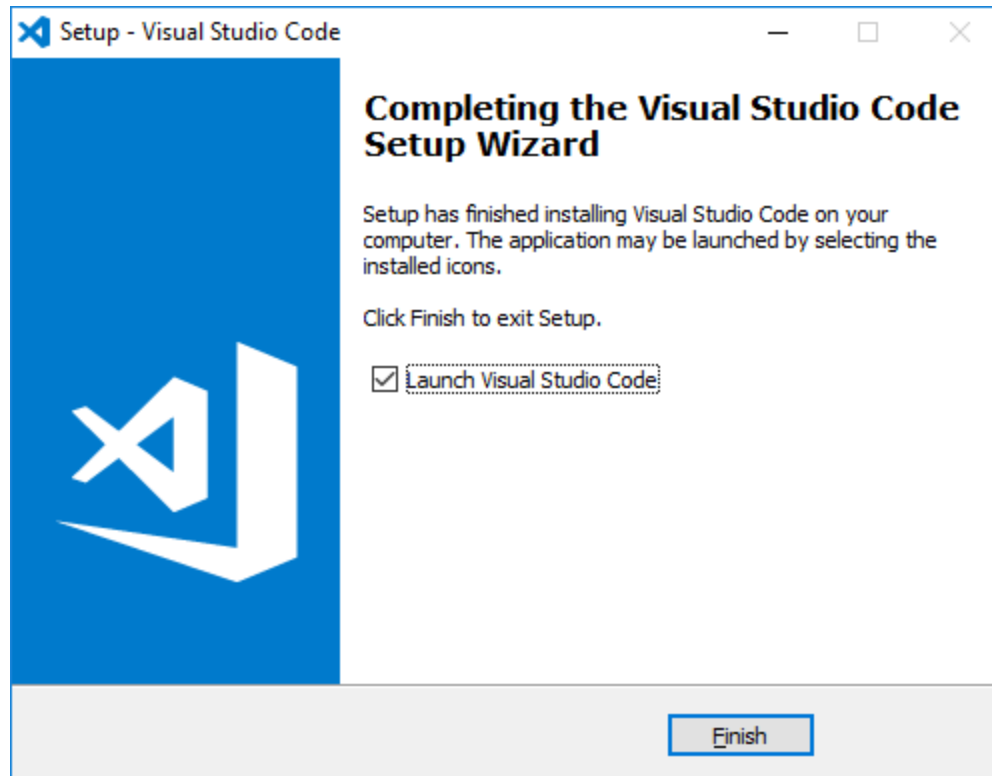 Setup - Visual Studio Code
Completing the Visual Studio Code
Setup Wizard
Setup has finished installing Visual Studio Code on your
computer. The application may be launched by selecting the
installed icons.
Click Finish to exit Setup.
Launch Visual Studio Code
Finish